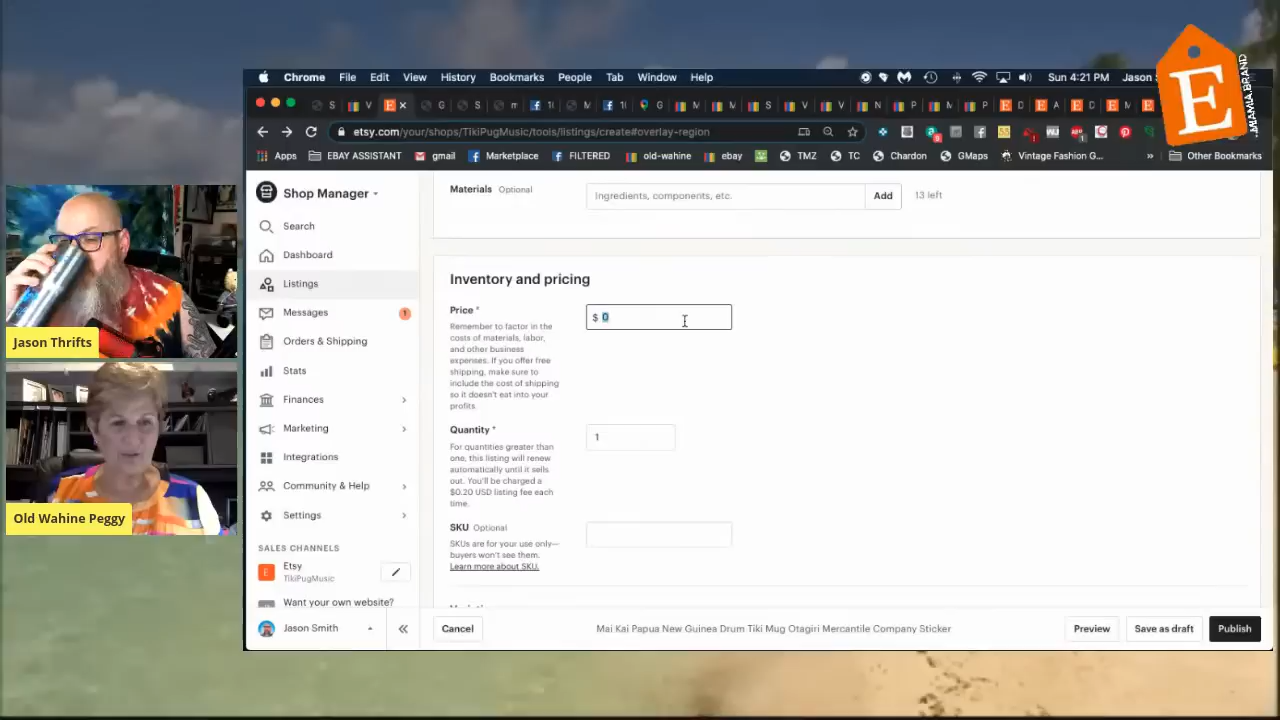 E
.SHAMLA BRAND
Chrome File Edit View History Bookmarks People Tab Window Help
Sun 4:21 PM Jason
etsy.com/your/shops/TikiPugMusic/tools/listings/create#overlay-region
Apps EBAY ASSISTANT gmail Marketplace FILTERED old-wahine ebay TMZ TC Chardon GMaps Vintage Fashion G... » Other Bookmarks
Shop Manager
Search
Dashboard
Listings
Messages 1
Orders & Shipping
Stats
Finances
Marketing
Integrations
Community & Help
Settings
SALES CHANNELS
Etsy
TikiPugMusic
Want your own website?
Jason Smith
Materials Optional
Ingredients, components, etc.
Add
13 left
Inventory and pricing
Price *
$ 0
Remember to factor in the
costs of materials, labor,
and other business
expenses. If you offer free
shipping, make sure to
include the cost of shipping
so it doesn't eat into your
profits.
Quantity *
1
For quantities greater than
one, this listing will renew
automatically until it sells
out. You'll be charged a
$0.20 USD listing fee each
time.
SKU Optional
SKUs are for your use only—
buyers won't see them.
Learn more about SKU.
Cancel
Mai Kai Papua New Guinea Drum Tiki Mug Otagiri Mercantile Company Sticker
Preview
Save as draft
Publish
Jason Thrifts
Old Wahine Peggy